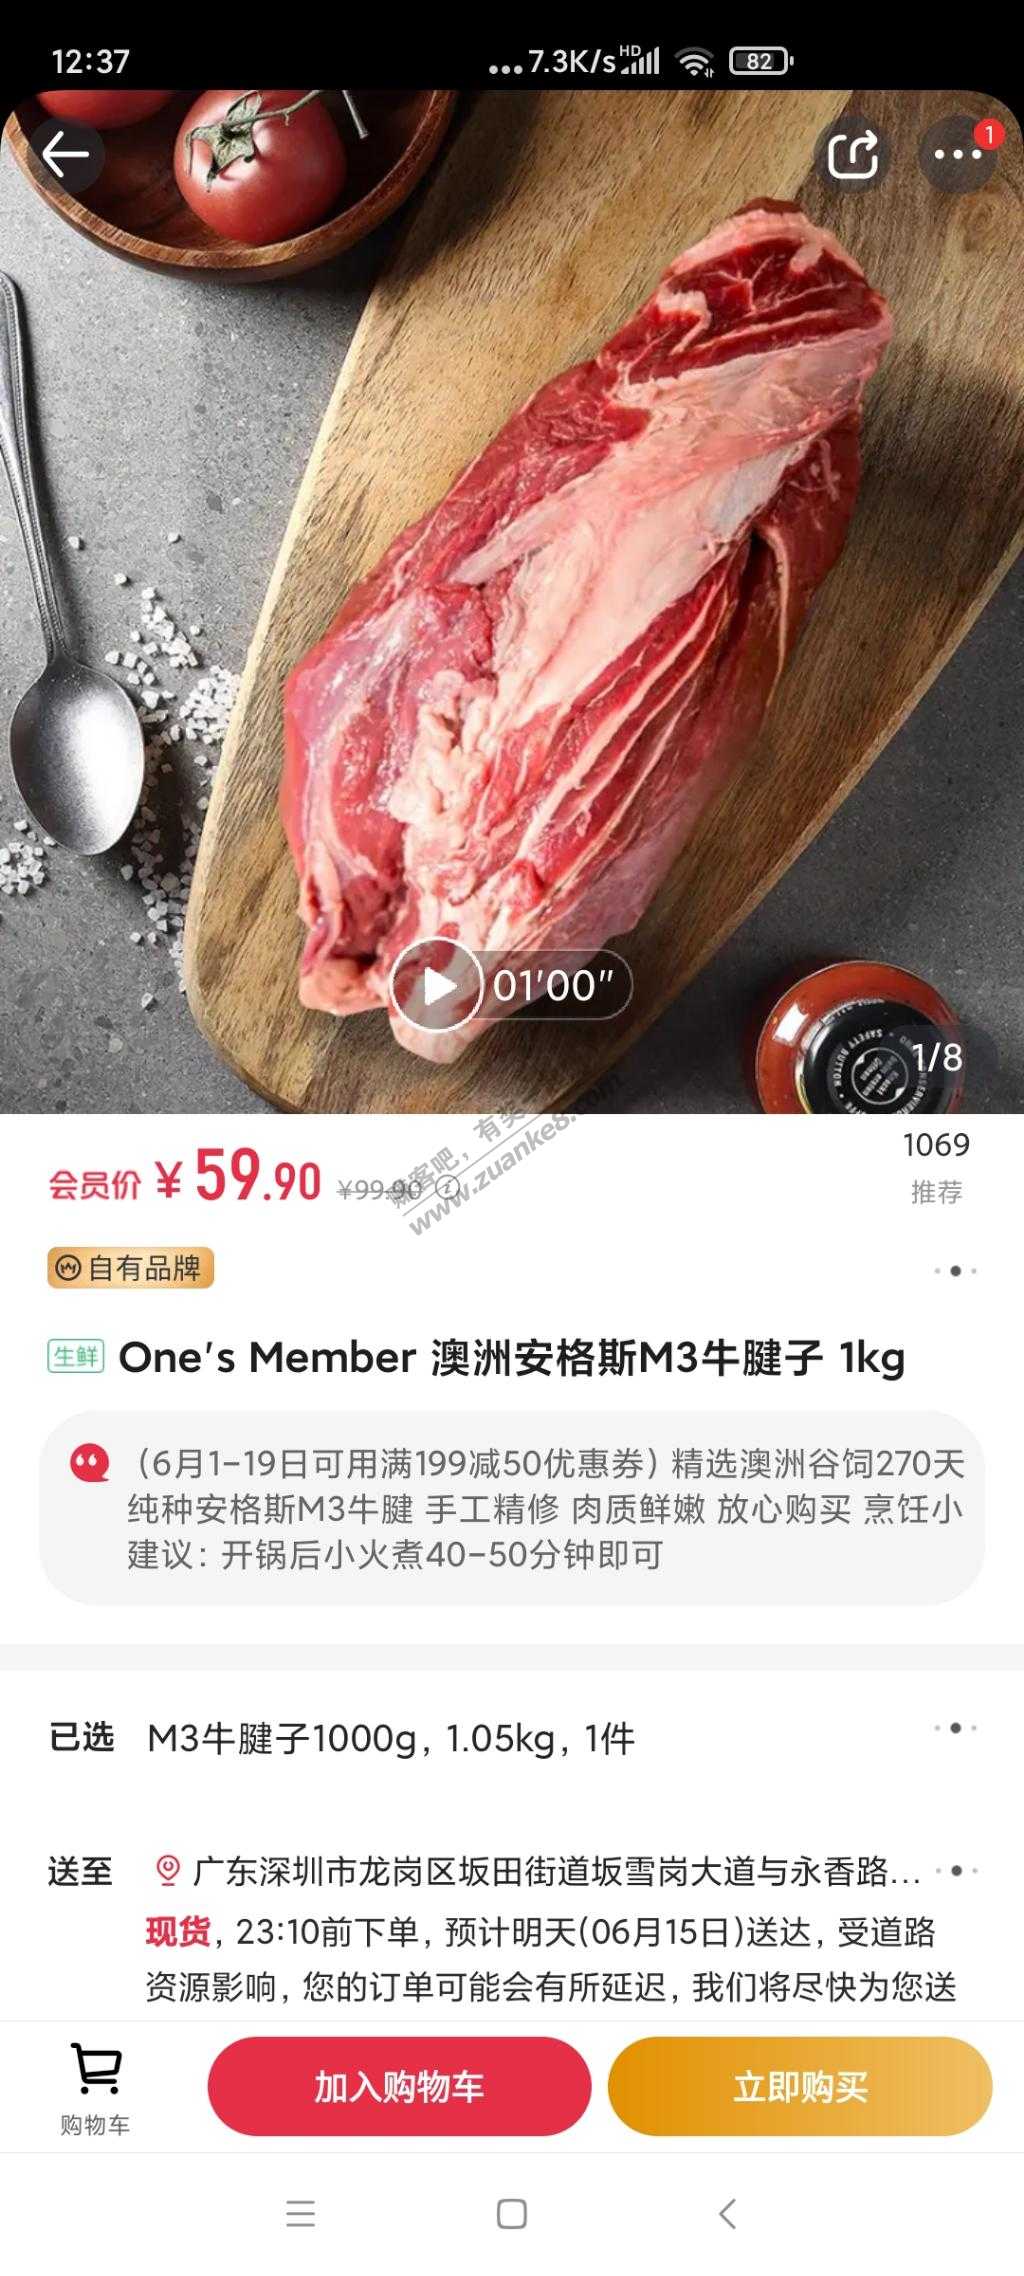 12:37
...7.3K/s HD 82
1
01'00"
1/8
SAFETY BUTTON
会员价 ¥59.90 ¥99.90
1069
推荐
赚客吧，有奖
www.zuanke8.com
自有品牌
生鲜 One's Member 澳洲安格斯M3牛腱子 1kg
（6月1-19日可用满199减50优惠券）精选澳洲谷饲270天
纯种安格斯M3牛腱 手工精修 肉质鲜嫩 放心购买 烹饪小
建议：开锅后小火煮40-50分钟即可
已选 M3牛腱子1000g，1.05kg，1件
送至 广东深圳市龙岗区坂田街道坂雪岗大道与永香路...
现货，23:10前下单，预计明天(06月15日)送达，受道路
资源影响，您的订单可能会有所延迟，我们将尽快为您送
购物车
加入购物车
立即购买